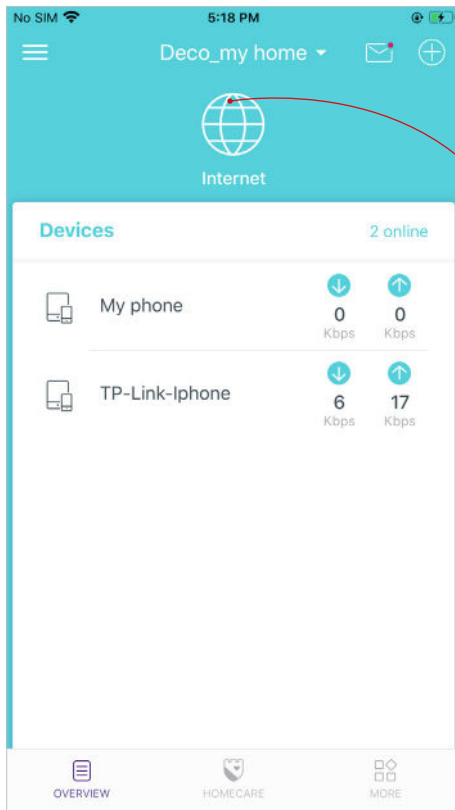 No SIM 5:18 PM
Deco_my home
Internet
Devices 2 online
My phone 0 0
Kbps Kbps
TP-Link-Iphone 6 17
Kbps Kbps
OVERVIEW HOMECARE MORE